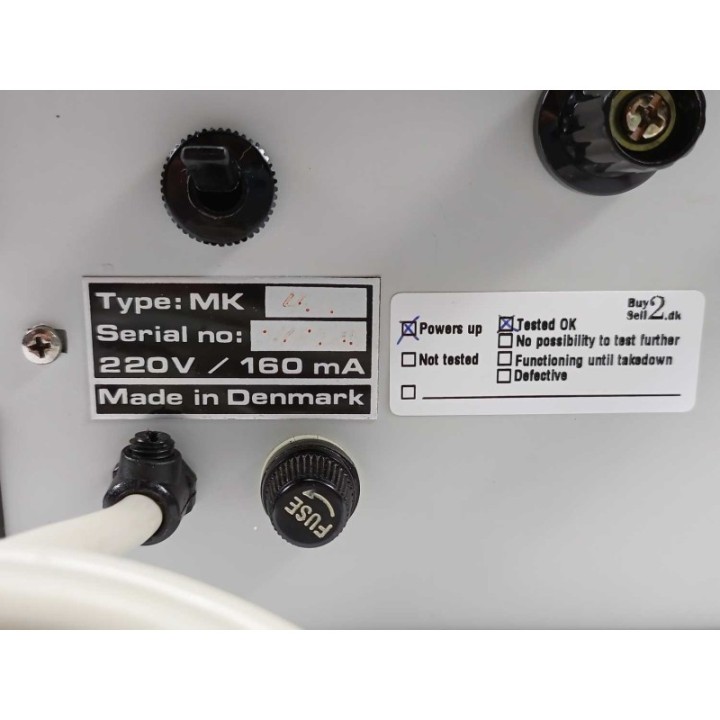 Type: MK
Serial no:
220V / 160 mA
Made in Denmark
Buy 2
Sell .dk
Powers up
Not tested
Tested OK
No possibility to test further
Functioning until takedown
Defective
FUSE